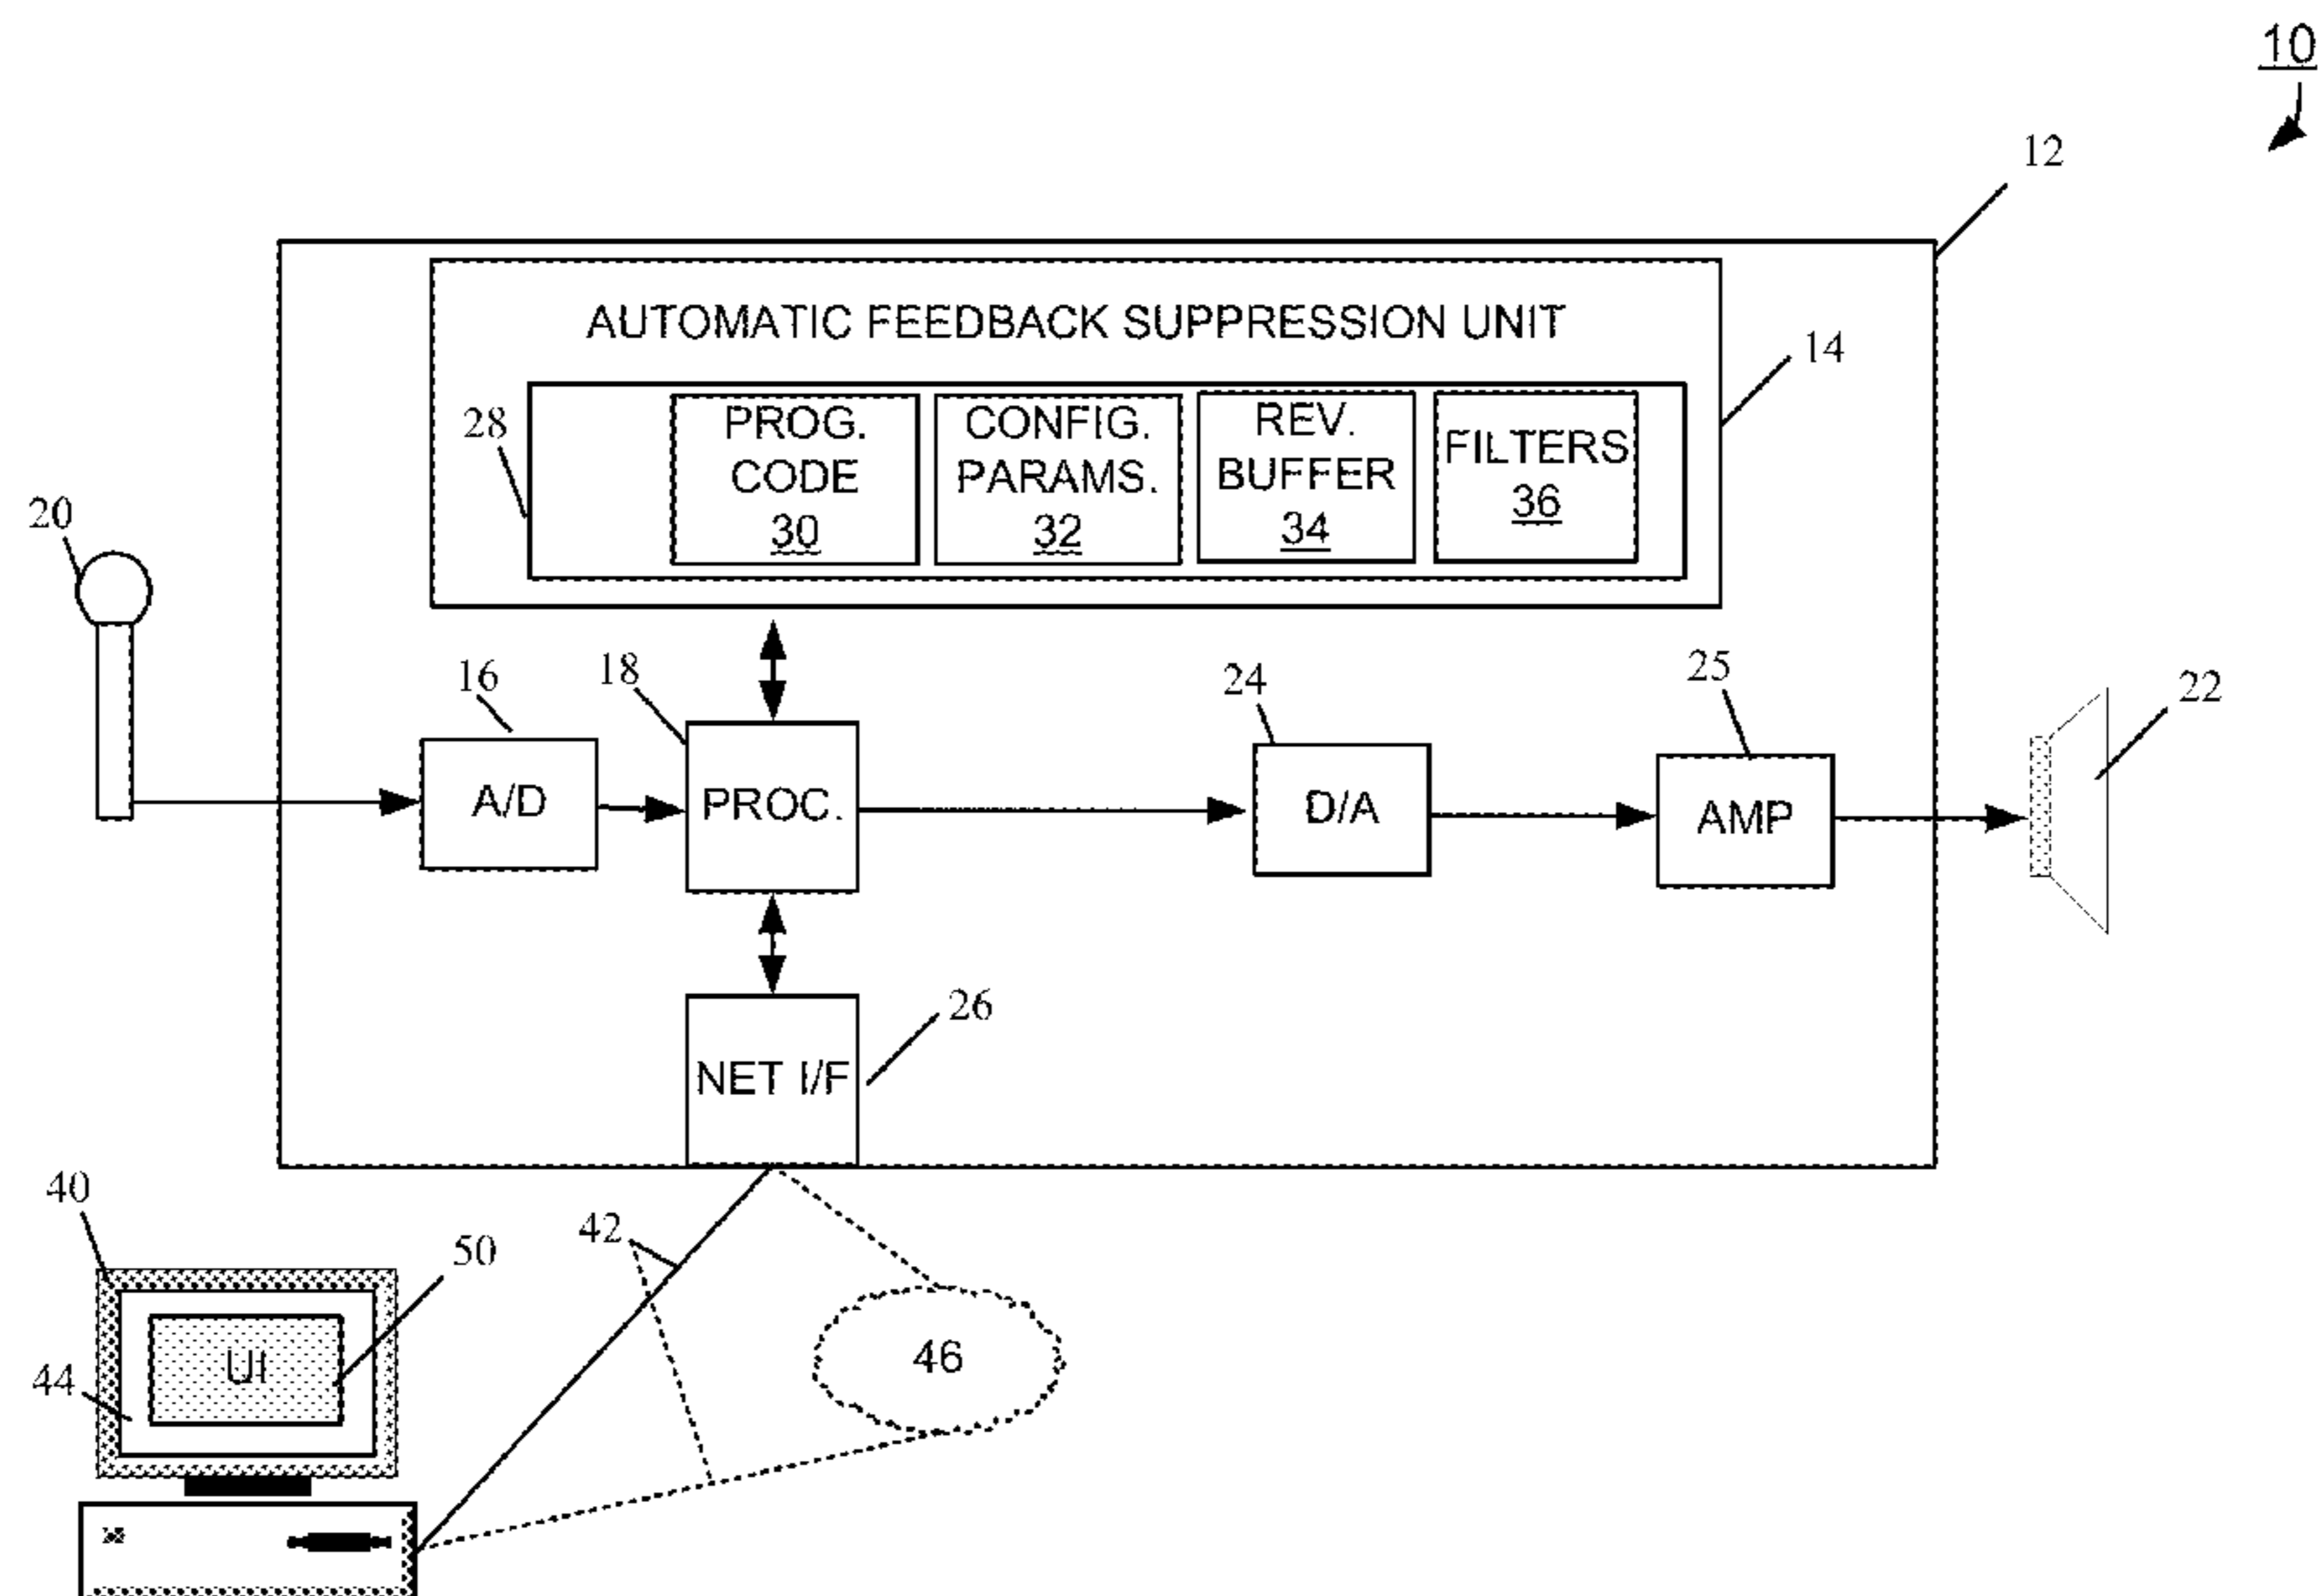 10
12
AUTOMATIC FEEDBACK SUPPRESSION UNIT
14
28
PROG.
CODE
30
CONFIG.
PARAMS.
32
REV.
BUFFER
34
FILTERS
36
20
16
18
24
25
22
A/D
PROC.
D/A
AMP
26
NET I/F
40
42
50
44
UI
46